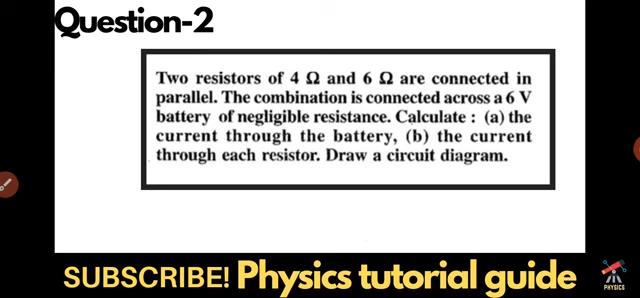 Question-2
Two resistors of 4 Ω and 6 Ω are connected in
parallel. The combination is connected across a 6 V
battery of negligible resistance. Calculate : (a) the
current through the battery, (b) the current
through each resistor. Draw a circuit diagram.
SUBSCRIBE! Physics tutorial guide
PHYSICS